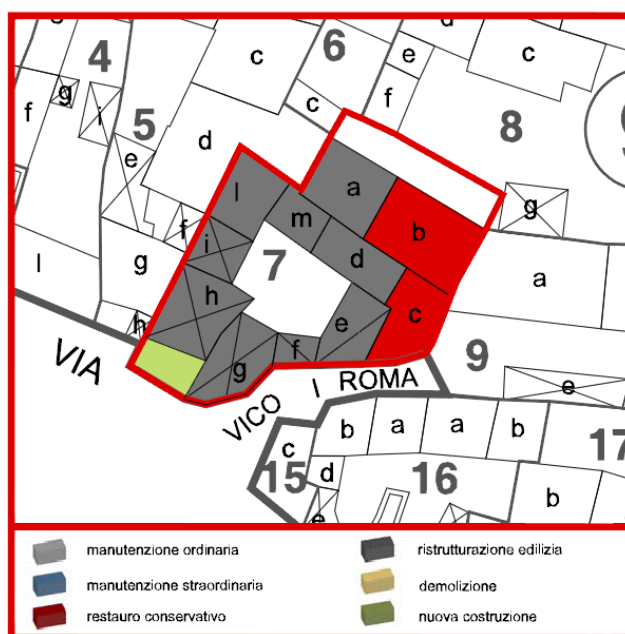 4
6
c
e
d
c
g
i
f
5
c
f
8
9
e
d
l
a
m
b
g
f
i
7
d
a
l
g
h
c
h
e
f
g
9
VIA
VICO I ROMA
e
c
b
a
a
b
17
15
d
16
b
e
manutenzione ordinaria
ristrutturazione edilizia
manutenzione straordinaria
demolizione
restauro conservativo
nuova costruzione